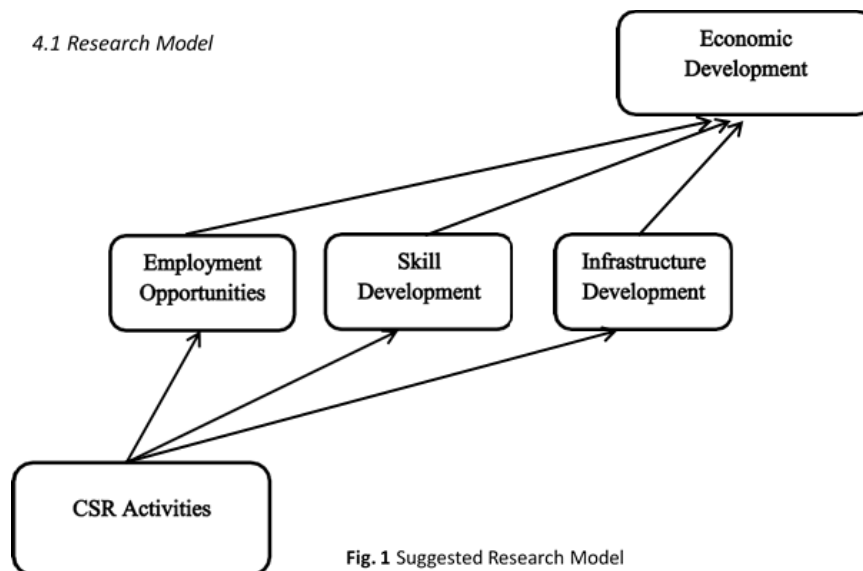 4.1 Research Model
Economic
Development
Employment
Opportunities
Skill
Development
Infrastructure
Development
CSR Activities
Fig. 1 Suggested Research Model